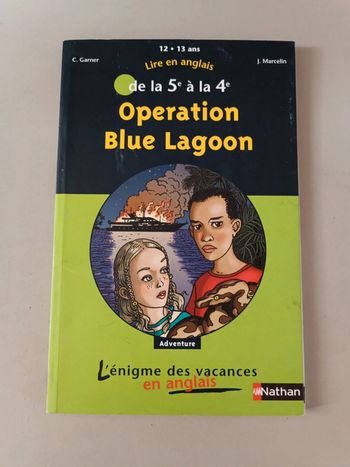 12 • 13 ans
C. Garner
Lire en anglais
J. Marcelin
de la 5e à la 4e
Operation
Blue Lagoon
Adventure
L'énigme des vacances
en anglais
Nathan